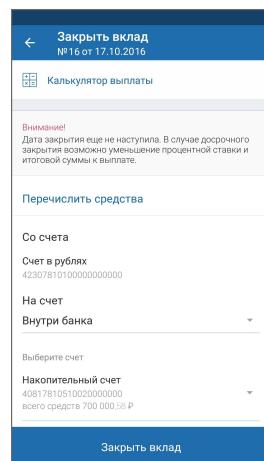 Закрыть вклад
№16 от 17.10.2016
Калькулятор выплаты
Внимание!
Дата закрытия еще не наступила. В случае досрочного
закрытия возможно уменьшение процентной ставки и
итоговой суммы к выплате.
Перечислить средства
Со счета
Счет в рублях
42307810100000000000
На счет
Внутри банка
Выберите счет
Накопительный счет
40817810510020000000
всего средств 700 000,58 ₽
Закрыть вклад